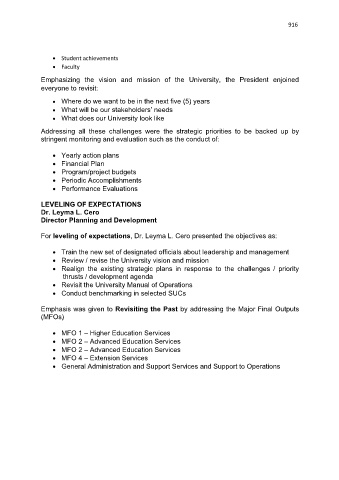 916
• Student achievements
• Faculty
Emphasizing the vision and mission of the University, the President enjoined
everyone to revisit:
• Where do we want to be in the next five (5) years
• What will be our stakeholders' needs
• What does our University look like
Addressing all these challenges were the strategic priorities to be backed up by
stringent monitoring and evaluation such as the conduct of:
• Yearly action plans
• Financial Plan
• Program/project budgets
• Periodic Accomplishments
• Performance Evaluations
LEVELING OF EXPECTATIONS
Dr. Leyma L. Cero
Director Planning and Development
For leveling of expectations, Dr. Leyma L. Cero presented the objectives as:
• Train the new set of designated officials about leadership and management
• Review / revise the University vision and mission
• Realign the existing strategic plans in response to the challenges / priority
thrusts / development agenda
• Revisit the University Manual of Operations
• Conduct benchmarking in selected SUCs
Emphasis was given to Revisiting the Past by addressing the Major Final Outputs
(MFOs)
• MFO 1 – Higher Education Services
• MFO 2 – Advanced Education Services
• MFO 2 – Advanced Education Services
• MFO 4 – Extension Services
• General Administration and Support Services and Support to Operations